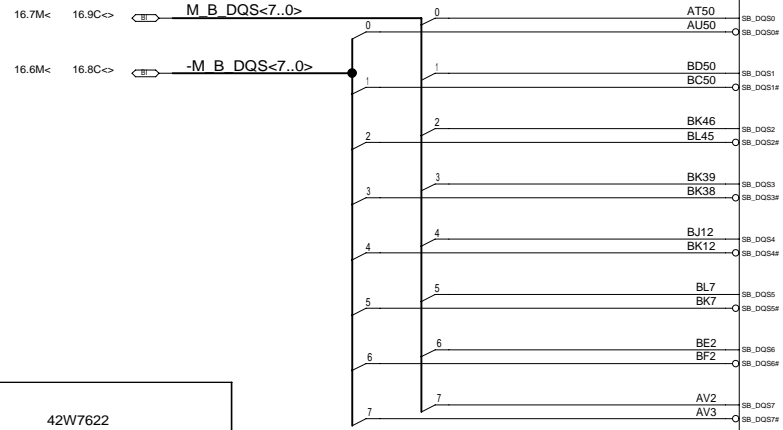 16.7M< 16.9C<> BI M_B_DQS<7..0> 0 AT50 SB_DQS0
0 AU50 SB_DQS0#
16.6M< 16.8C<> BI -M_B_DQS<7..0> 1 BD50 SB_DQS1
1 BC50 SB_DQS1#
2 BK46 SB_DQS2
2 BL45 SB_DQS2#
3 BK39 SB_DQS3
3 BK38 SB_DQS3#
4 BJ12 SB_DQS4
4 BK12 SB_DQS4#
5 BL7 SB_DQS5
5 BK7 SB_DQS5#
6 BE2 SB_DQS6
6 BF2 SB_DQS6#
7 AV2 SB_DQS7
7 AV3 SB_DQS7#
42W7622